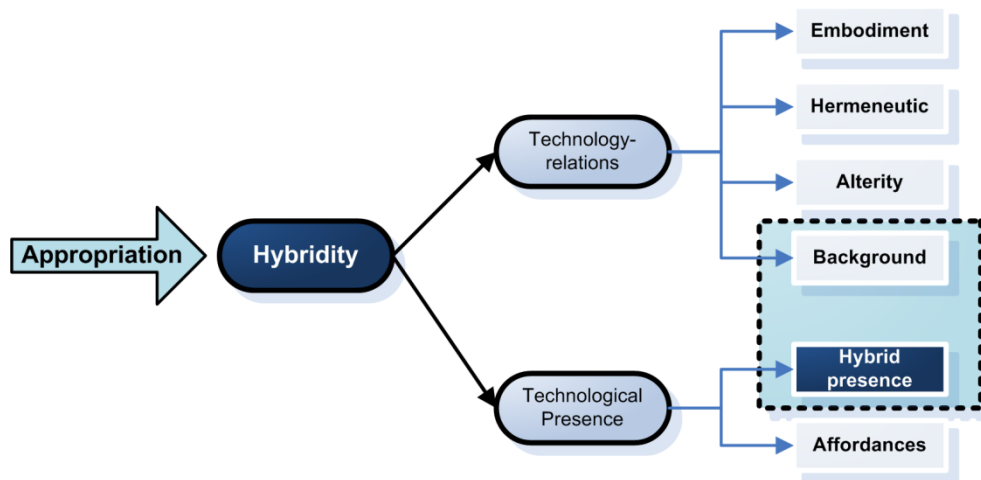 Appropriation
Hybridity
Technology-
relations
Technological
Presence
Embodiment
Hermeneutic
Alterity
Background
Hybrid
presence
Affordances